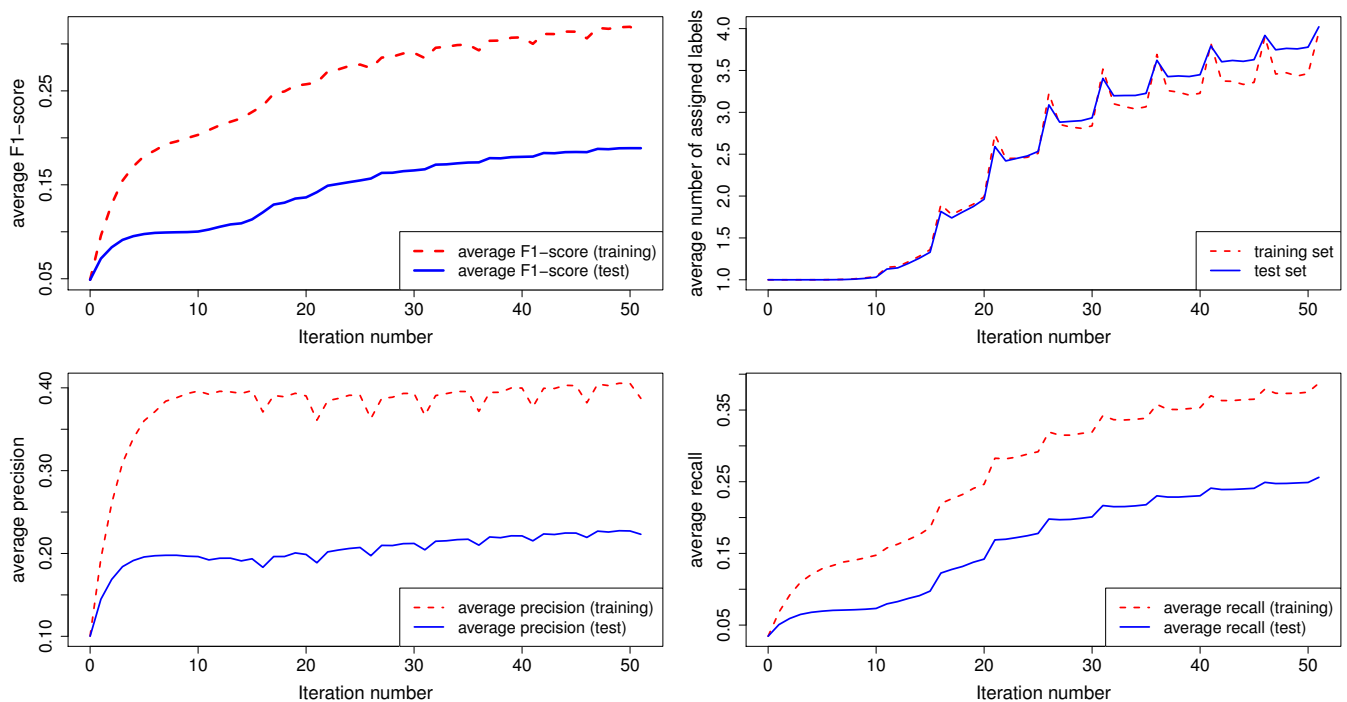 average F1−score
0.05
0.15
0.25
0
10
20
30
40
50
Iteration number
average F1−score (training)
average F1−score (test)
average number of assigned labels
1.0
1.5
2.0
2.5
3.0
3.5
4.0
0
10
20
30
40
50
Iteration number
training set
test set
average precision
0.10
0.20
0.30
0.40
0
10
20
30
40
50
Iteration number
average precision (training)
average precision (test)
average recall
0.05
0.15
0.25
0.35
0
10
20
30
40
50
Iteration number
average recall (training)
average recall (test)